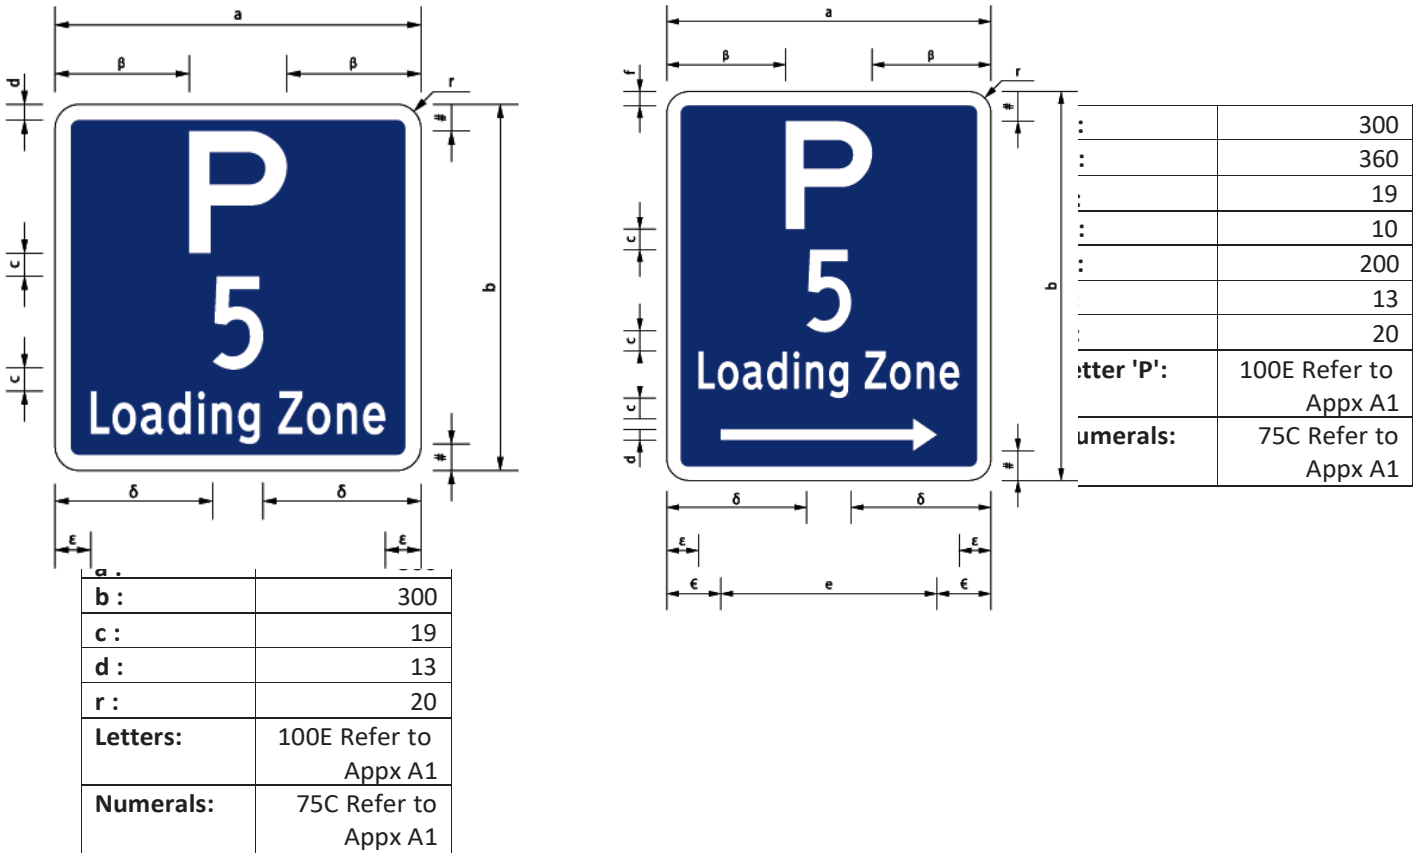 a
β β
d
r
#
P
c
5
b
c
Loading Zone
#
δ δ
ε ε
b : 300
c : 19
d : 13
r : 20
Letters: 100E Refer to
Appx A1
Numerals: 75C Refer to
Appx A1
a
β β
f
r
#
P
c
5
b
c
Loading Zone
c
d
#
δ δ
ε ε
€ e €
: 300
: 360
: 19
: 10
: 200
13
: 20
etter 'P': 100E Refer to
Appx A1
umerals: 75C Refer to
Appx A1